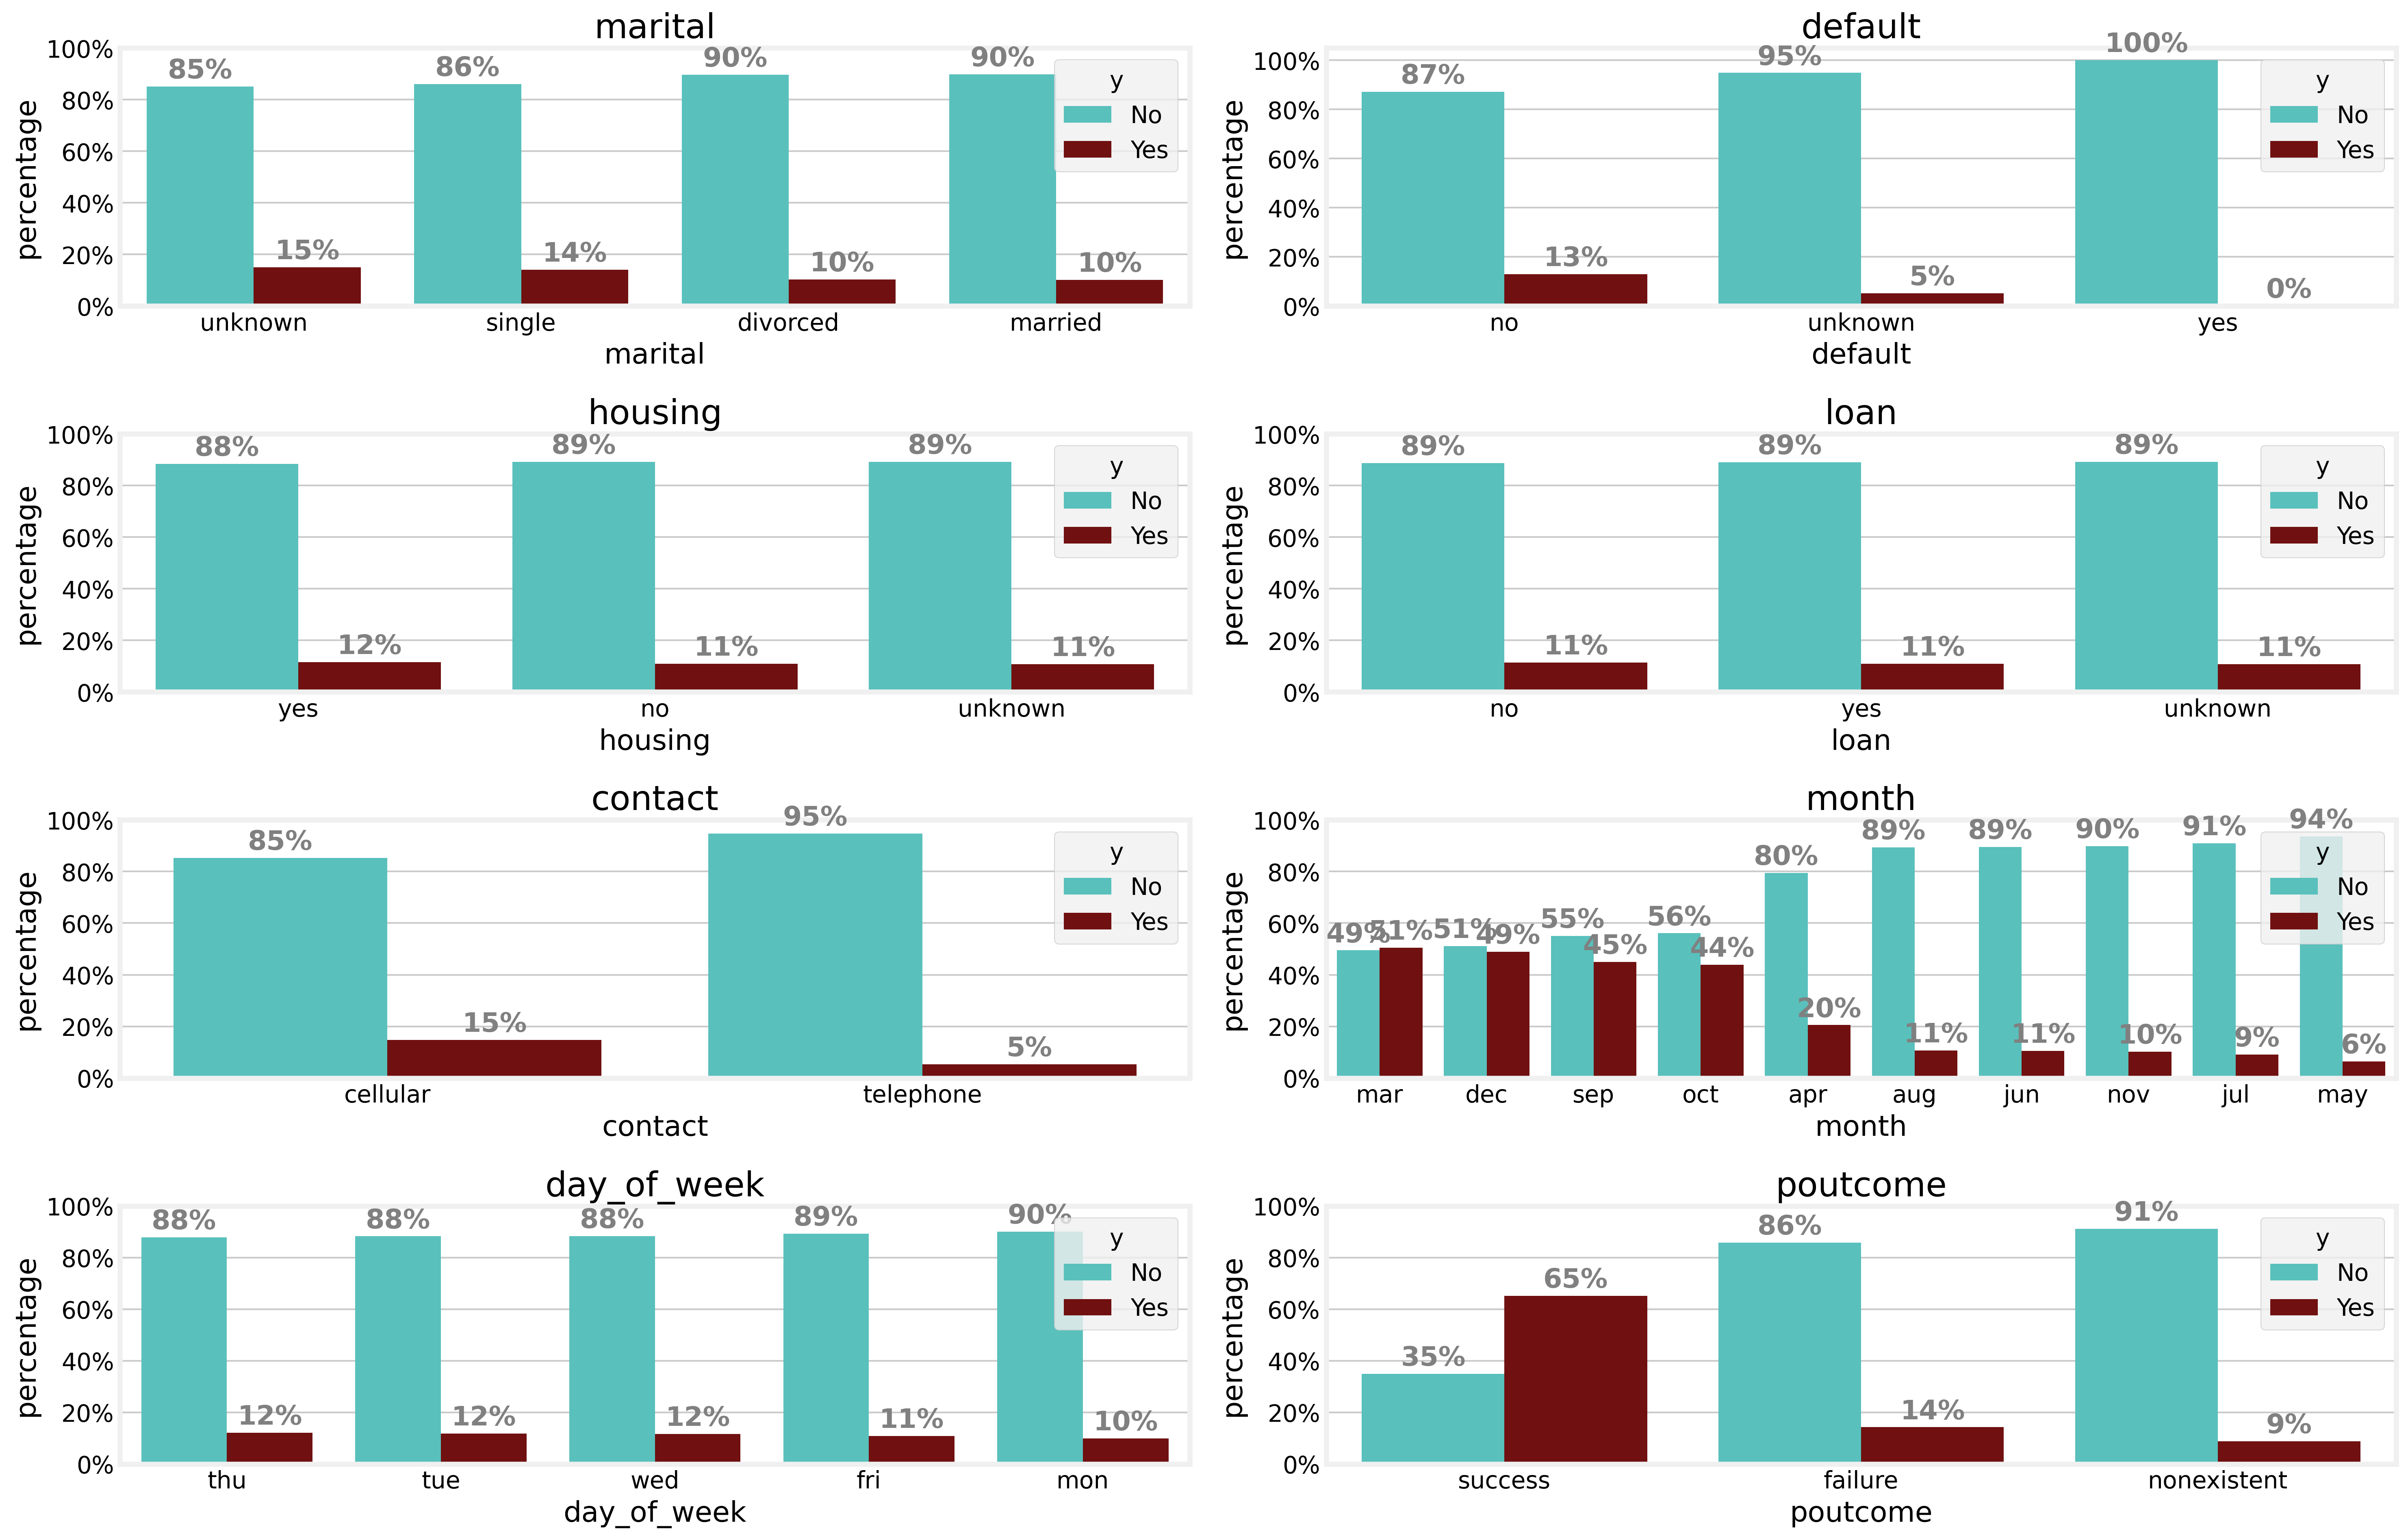 marital
100%
80%
60%
40%
20%
0%
percentage
85% 15% 86% 14% 90% 10% 90% 10%
y
No
Yes
unknown single divorced married
marital
default
100%
80%
60%
40%
20%
0%
percentage
87% 13% 95% 5% 100% 0%
y
No
Yes
no unknown yes
default
housing
100%
80%
60%
40%
20%
0%
percentage
88% 12% 89% 11% 89% 11%
y
No
Yes
yes no unknown
housing
loan
100%
80%
60%
40%
20%
0%
percentage
89% 11% 89% 11% 89% 11%
y
No
Yes
no yes unknown
loan
contact
100%
80%
60%
40%
20%
0%
percentage
85% 15% 95% 5%
y
No
Yes
cellular telephone
contact
month
100%
80%
60%
40%
20%
0%
percentage
49% 51% 51% 49% 55% 45% 56% 44% 80% 20% 89% 11% 89% 11% 90% 10% 91% 9% 94% 6%
y
No
Yes
mar dec sep oct apr aug jun nov jul may
month
day_of_week
100%
80%
60%
40%
20%
0%
percentage
88% 12% 88% 12% 88% 12% 89% 11% 90% 10%
y
No
Yes
thu tue wed fri mon
day_of_week
poutcome
100%
80%
60%
40%
20%
0%
percentage
35% 65% 86% 14% 91% 9%
y
No
Yes
success failure nonexistent
poutcome